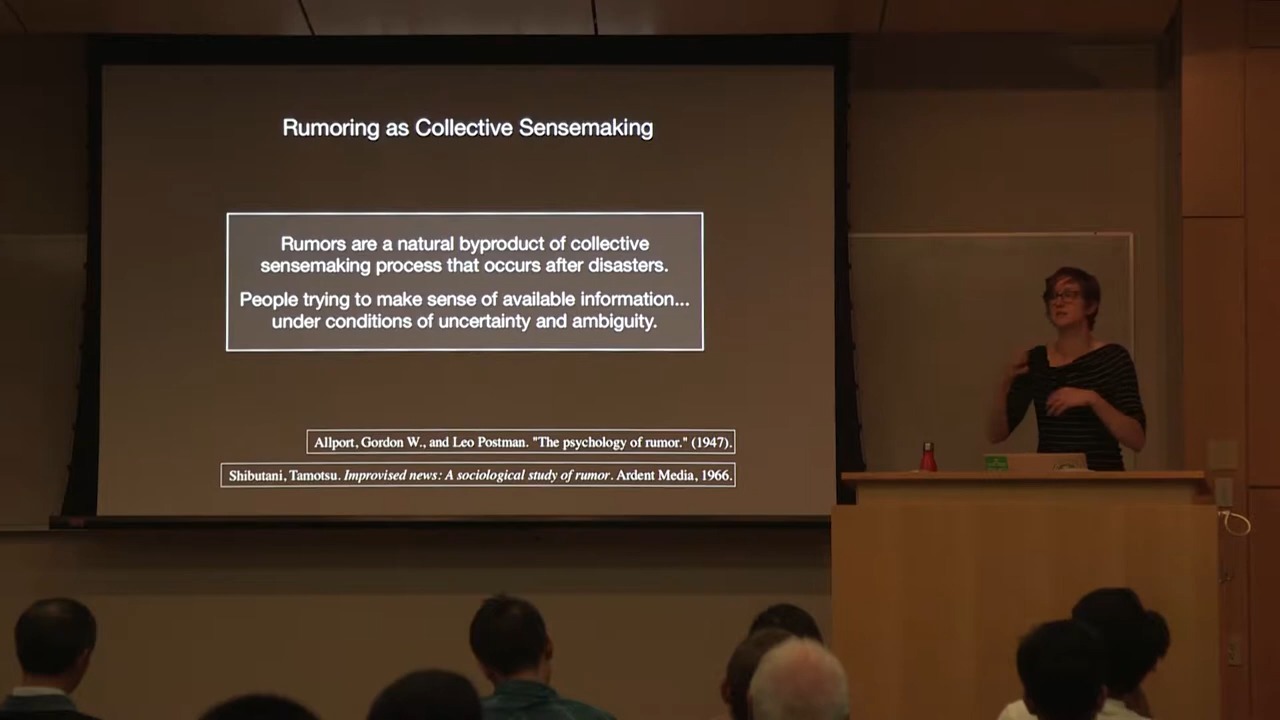 Rumoring as Collective Sensemaking
Rumors are a natural byproduct of collective
sensemaking process that occurs after disasters.
People trying to make sense of available information...
under conditions of uncertainty and ambiguity.
Allport, Gordon W., and Leo Postman. "The psychology of rumor." (1947).
Shibutani, Tamotsu. Improvised news: A sociological study of rumor. Ardent Media, 1966.